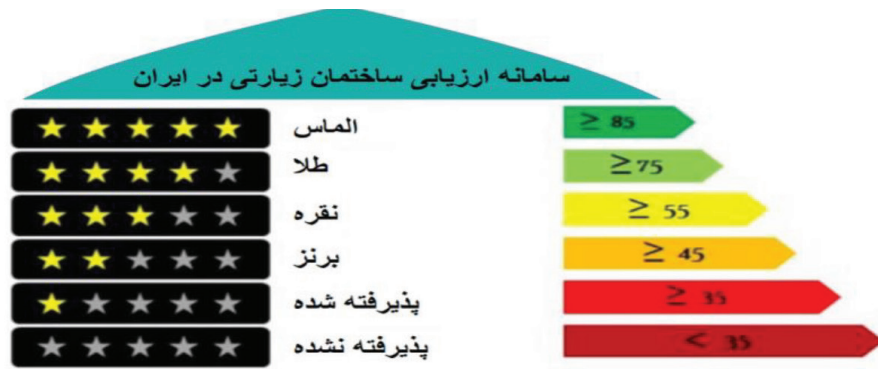 سامانه ارزیابی ساختمان زیارتی در ایران
الماس ≥ 85
طلا ≥75
نقره ≥ 55
برنز ≥ 45
پذیرفته شده ≥ 35
پذیرفته نشده < 35